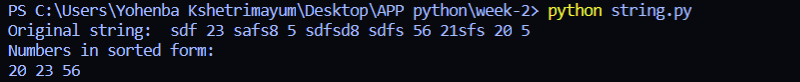 PS C:\Users\Yohenba Kshetrimayum\Desktop\APP python\week-2> python string.py
Original string:  sdf 23 safs8 5 sdfsd8 sdfs 56 21sfs 20 5
Numbers in sorted form:
20 23 56